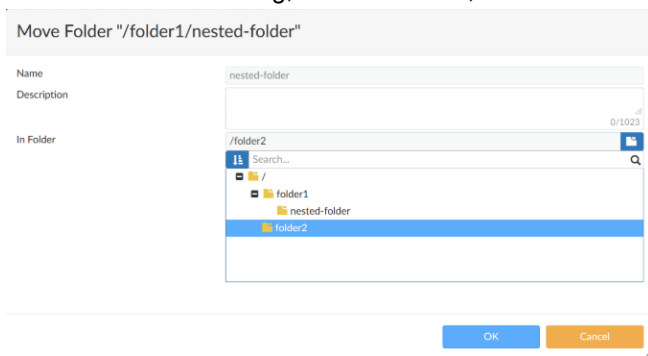 Move Folder "/folder1/nested-folder"
Name
nested-folder
Description
0/1023
In Folder
/folder2
Search...
/
folder1
nested-folder
folder2
OK
Cancel